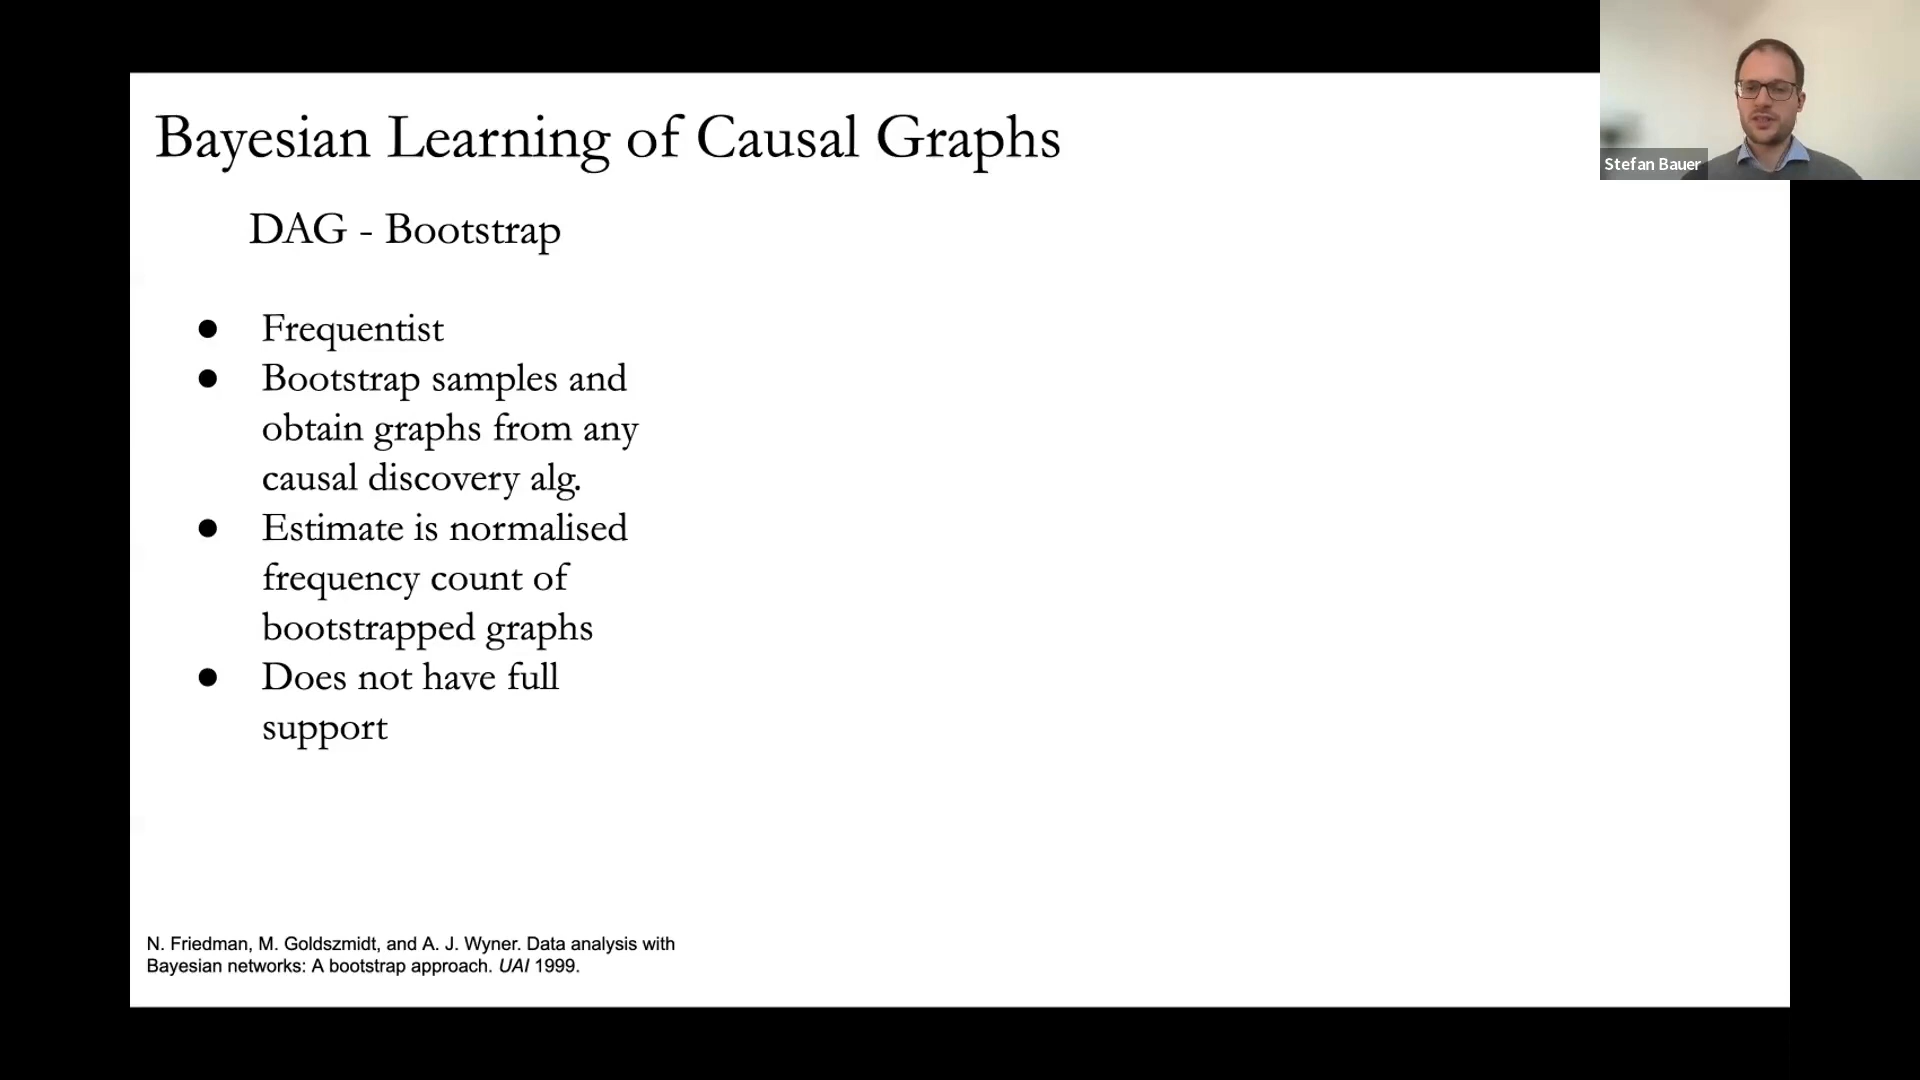 Bayesian Learning of Causal Graphs
Stefan Bauer
DAG - Bootstrap
● Frequentist
● Bootstrap samples and
obtain graphs from any
causal discovery alg.
● Estimate is normalised
frequency count of
bootstrapped graphs
● Does not have full
support
N. Friedman, M. Goldszmidt, and A. J. Wyner. Data analysis with
Bayesian networks: A bootstrap approach. UAI 1999.